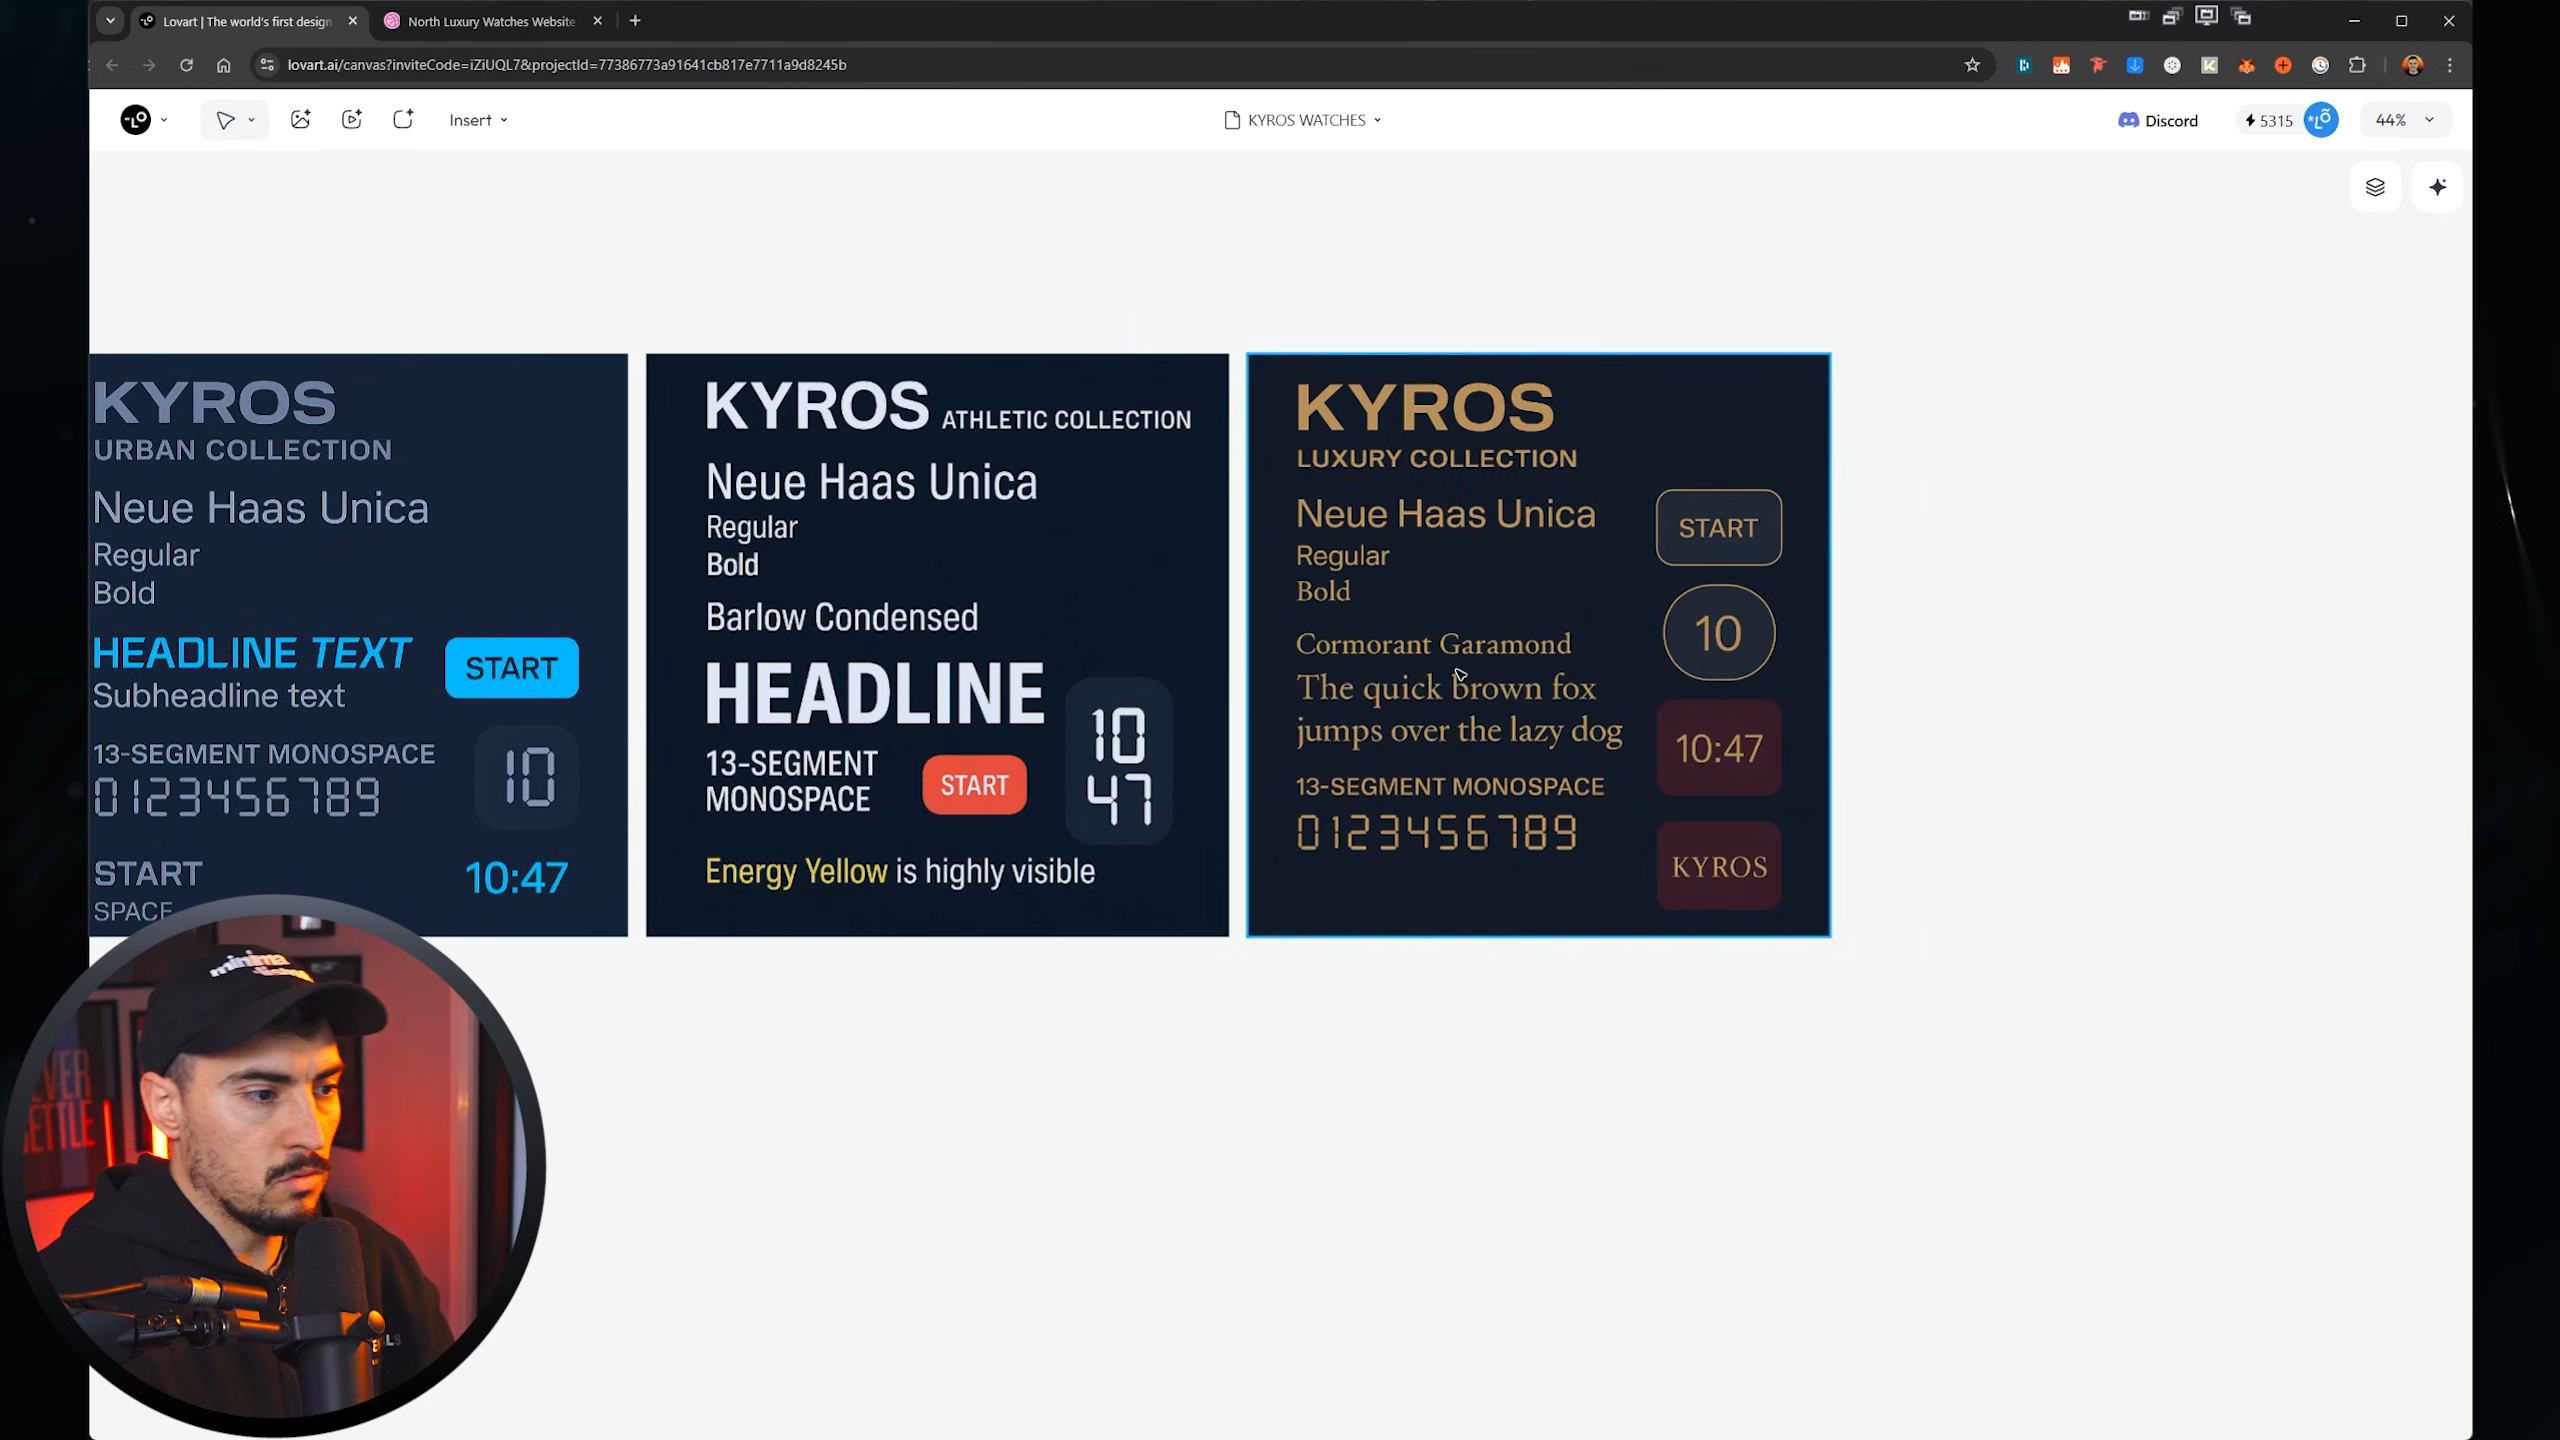 Lovart | The world's first design
North Luxury Watches Website
lovart.ai/canvas?inviteCode=iZiUQL7&projectId=77386773a91641cb817e7711a9d8245b
Insert
KYROS WATCHES
Discord
5315
44%
KYROS
URBAN COLLECTION
Neue Haas Unica
Regular
Bold
HEADLINE TEXT
START
Subheadline text
13-SEGMENT MONOSPACE
0123456789
10
START
10:47
SPACE
KYROS ATHLETIC COLLECTION
Neue Haas Unica
Regular
Bold
Barlow Condensed
HEADLINE
13-SEGMENT
MONOSPACE
START
10
47
Energy Yellow is highly visible
KYROS
LUXURY COLLECTION
Neue Haas Unica
Regular
Bold
Cormorant Garamond
The quick brown fox
jumps over the lazy dog
13-SEGMENT MONOSPACE
0123456789
START
10
10:47
KYROS
minima